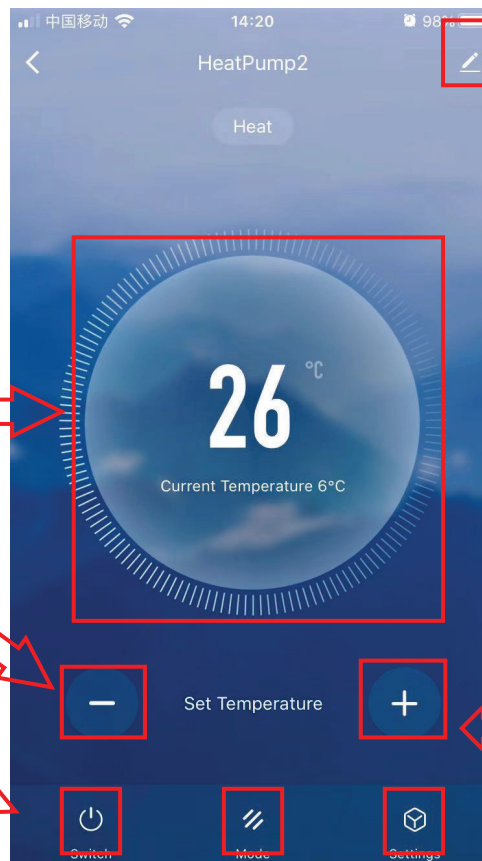 中国移动 14:20 98%
HeatPump2
Heat
26 °C
Current Temperature 6°C
Set Temperature
Switch Mode Settings